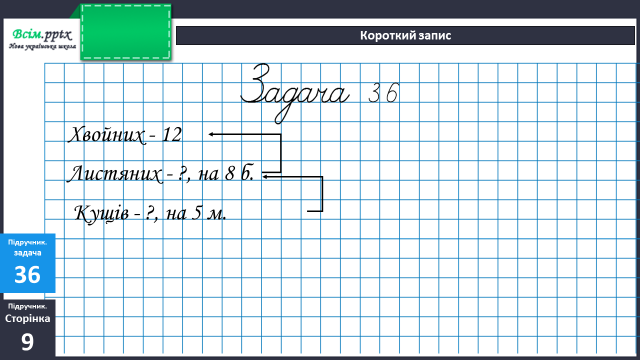 Всім.pptx
Нова українська школа
Короткий запис
Задача 36
Хвойних - 12
Листяних - ?, на 8 б.
Кущів - ?, на 5 м.
Підручник.
задача
36
Підручник.
Сторінка
9